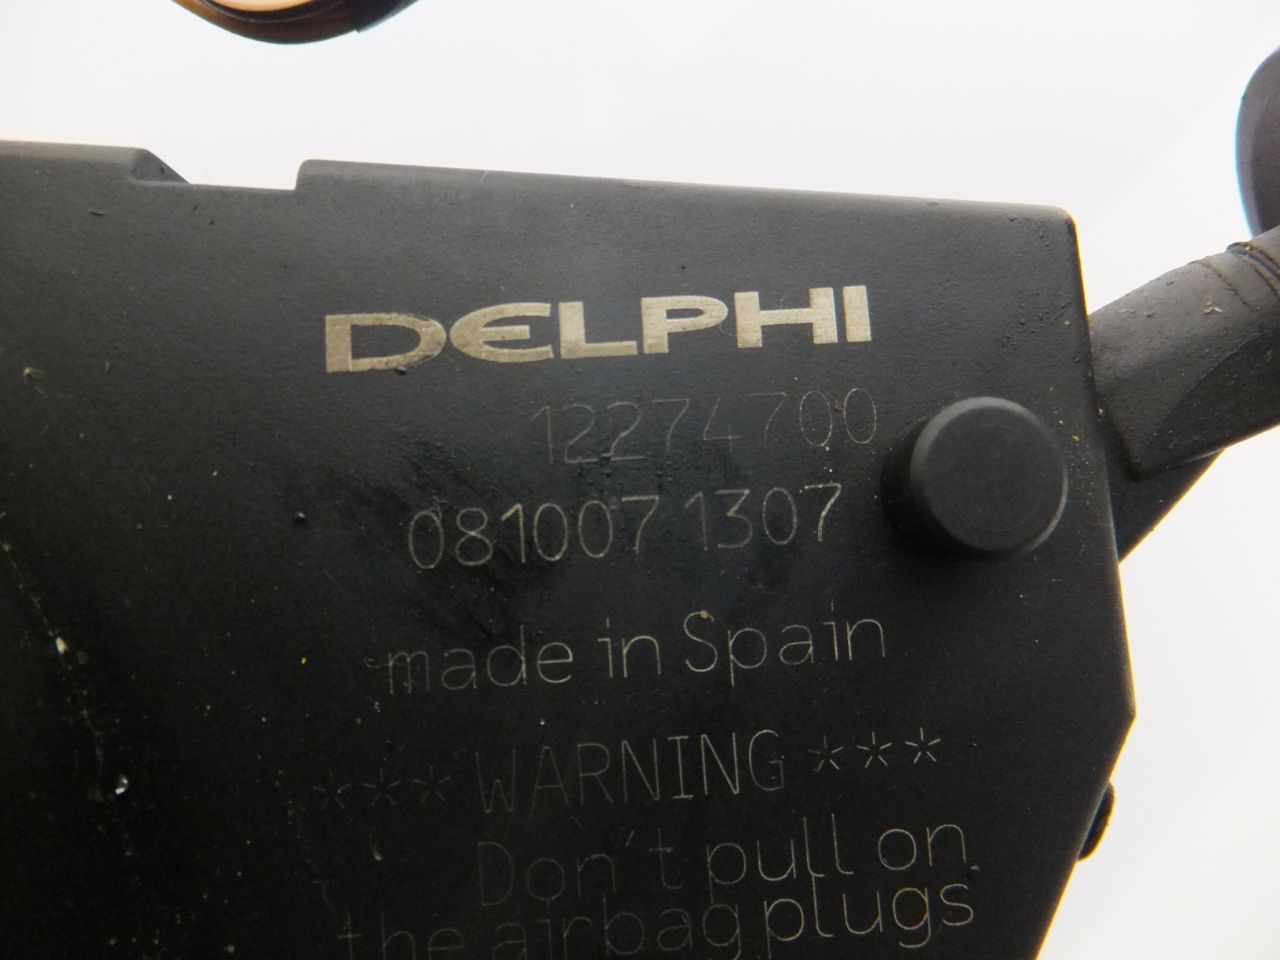 DELPHI
12274700
081007 1307
made in Spain
*** WARNING ***
Don't pull on
the airbag plugs